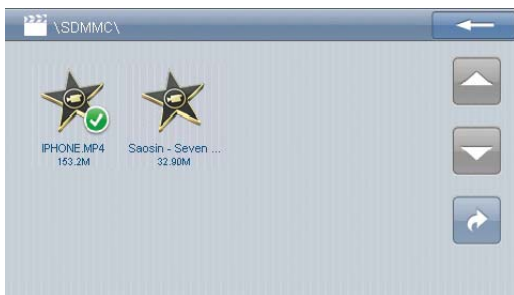 \SDMMC\
IPHONE.MP4
153.2M
Saosin - Seven ...
32.90M